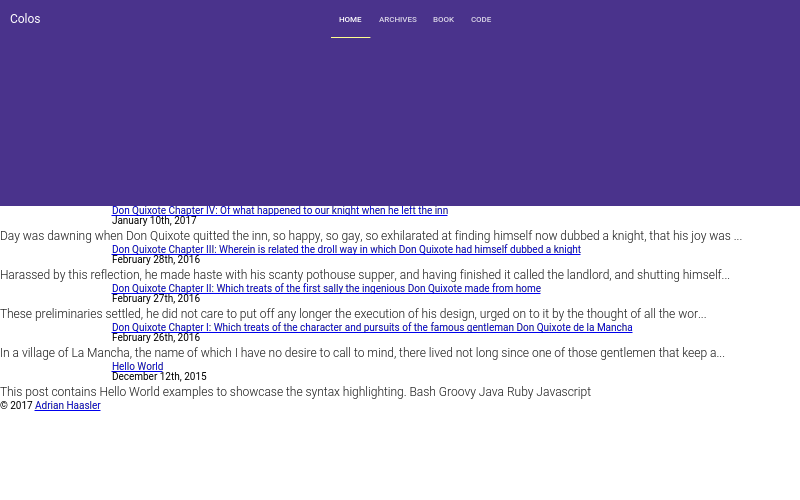 Colos
HOME ARCHIVES BOOK CODE
Don Quixote Chapter IV: Of what happened to our knight when he left the inn
January 10th, 2017
Day was dawning when Don Quixote quitted the inn, so happy, so gay, so exhilarated at finding himself now dubbed a knight, that his joy was ...
Don Quixote Chapter III: Wherein is related the droll way in which Don Quixote had himself dubbed a knight
February 28th, 2016
Harassed by this reflection, he made haste with his scanty pothouse supper, and having finished it called the landlord, and shutting himself...
Don Quixote Chapter II: Which treats of the first sally the ingenious Don Quixote made from home
February 27th, 2016
These preliminaries settled, he did not care to put off any longer the execution of his design, urged on to it by the thought of all the wor...
Don Quixote Chapter I: Which treats of the character and pursuits of the famous gentleman Don Quixote de la Mancha
February 26th, 2016
In a village of La Mancha, the name of which I have no desire to call to mind, there lived not long since one of those gentlemen that keep a...
Hello World
December 12th, 2015
This post contains Hello World examples to showcase the syntax highlighting. Bash Groovy Java Ruby Javascript
© 2017 Adrian Haasler